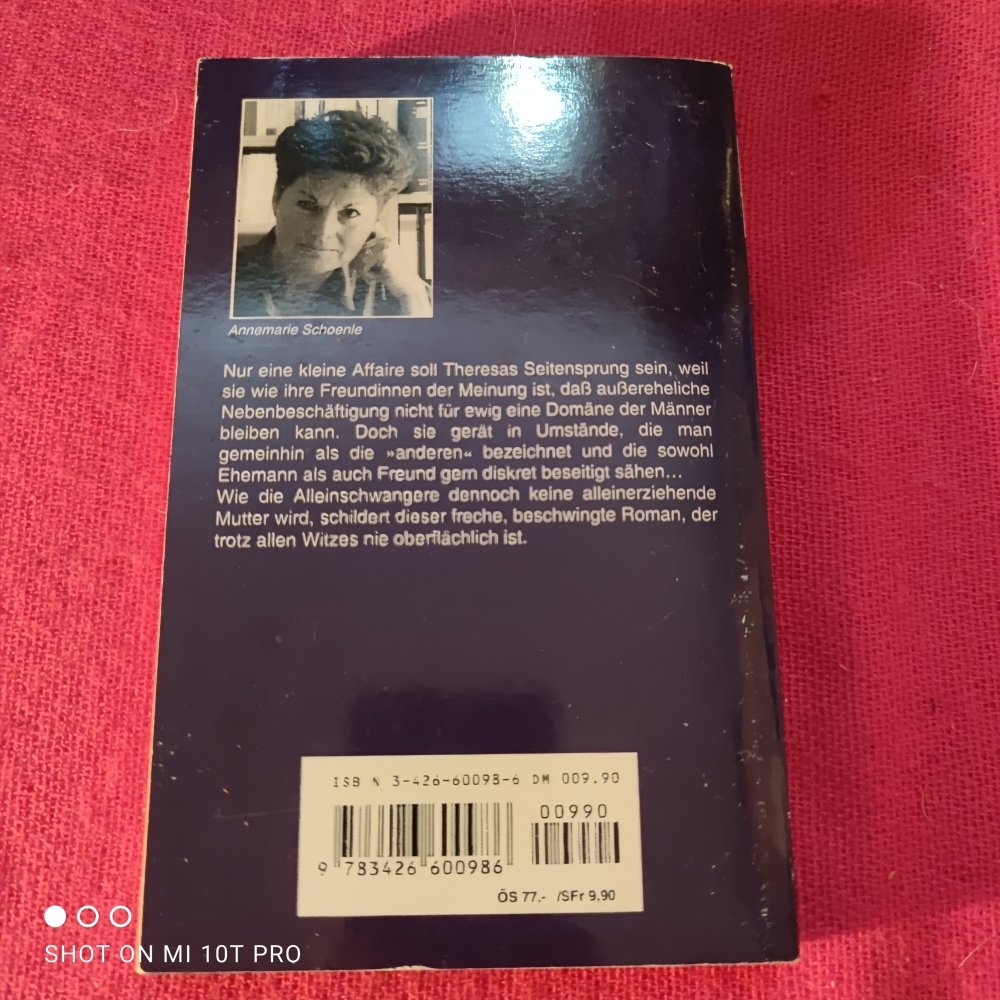 Annemarie Schoenle
Nur eine kleine Affaire soll Theresas Seitensprung sein, weil
sie wie ihre Freundinnen der Meinung ist, daß außereheliche
Nebenbeschäftigung nicht für ewig eine Domäne der Männer
bleiben kann. Doch sie gerät in Umstände, die man
gemeinhin als die »anderen« bezeichnet und die sowohl
Ehemann als auch Freund gern diskret beseitigt sähen...
Wie die Alleinschwangere dennoch keine alleinerziehende
Mutter wird, schildert dieser freche, beschwingte Roman, der
trotz allen Witzes nie oberflächlich ist.
ISBN 3-426-60098-6 DM 009.90
00990
9 783426 600986
ÖS 77,- /SFr 9.90
SHOT ON MI 10T PRO